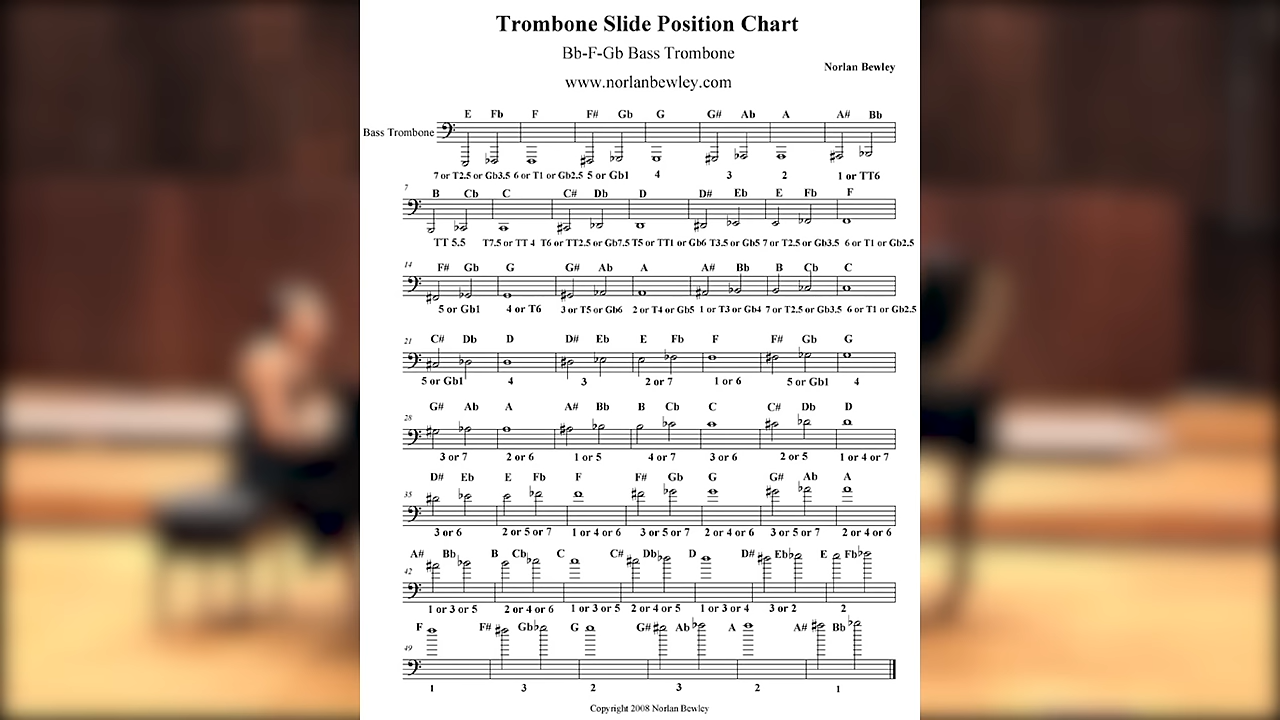 Trombone Slide Position Chart
Bb-F-Gb Bass Trombone
Norlan Bewley
www.norlanbewley.com
E Fb F F# Gb G G# Ab A A# Bb
Bass Trombone
7 or T2.5 or Gb3.5 6 or T1 or Gb2.5 5 or Gb1 4 3 2 1 or TT6
7
B Cb C C# Db D D# Eb E Fb F
TT 5.5 T7.5 or TT 4 T6 or TT2.5 or Gb7.5 T5 or TT1 or Gb6 T3.5 or Gb5 7 or T2.5 or Gb3.5 6 or T1 or Gb2.5
14
F# Gb G G# Ab A A# Bb B Cb C
5 or Gb1 4 or T6 3 or T5 or Gb6 2 or T4 or Gb5 1 or T3 or Gb4 7 or T2.5 or Gb3.5 6 or T1 or Gb2.5
21
C# Db D D# Eb E Fb F F# Gb G
5 or Gb1 4 3 2 or 7 1 or 6 5 or Gb1 4
28
G# Ab A A# Bb B Cb C C# Db D
3 or 7 2 or 6 1 or 5 4 or 7 3 or 6 2 or 5 1 or 4 or 7
35
D# Eb E Fb F F# Gb G G# Ab A
3 or 6 2 or 5 or 7 1 or 4 or 6 3 or 5 or 7 2 or 4 or 6 3 or 5 or 7 2 or 4 or 6
42
A# Bb B Cb C C# Db D D# Eb E Fb
1 or 3 or 5 2 or 4 or 6 1 or 3 or 5 2 or 4 or 5 1 or 3 or 4 3 or 2 2
49
F F# Gb G G# Ab A A# Bb
1 3 2 3 2 1
Copyright 2008 Norlan Bewley